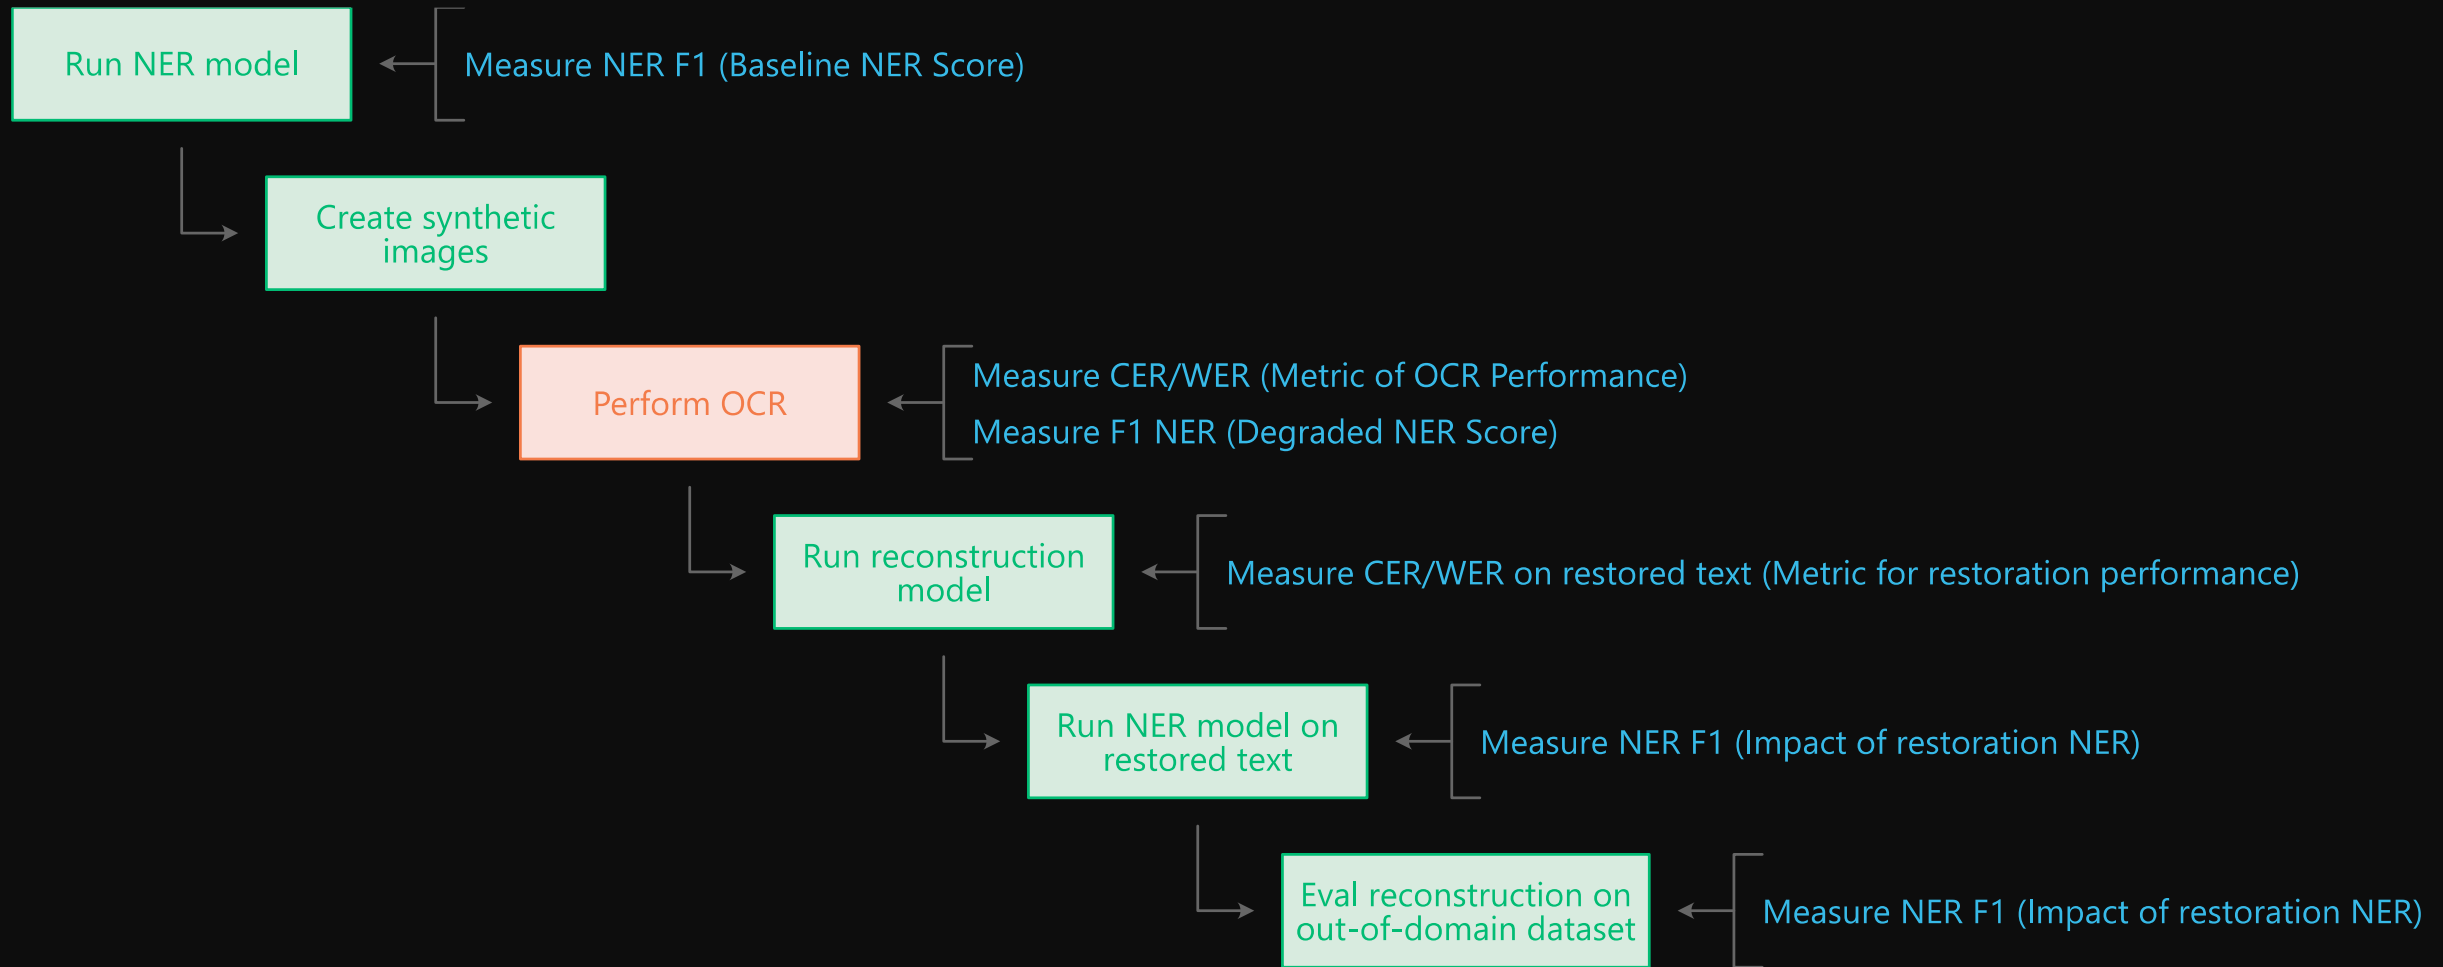 Run NER model
Measure NER F1 (Baseline NER Score)
Create synthetic
images
Perform OCR
Measure CER/WER (Metric of OCR Performance)
Measure F1 NER (Degraded NER Score)
Run reconstruction
model
Measure CER/WER on restored text (Metric for restoration performance)
Run NER model on
restored text
Measure NER F1 (Impact of restoration NER)
Eval reconstruction on
out-of-domain dataset
Measure NER F1 (Impact of restoration NER)